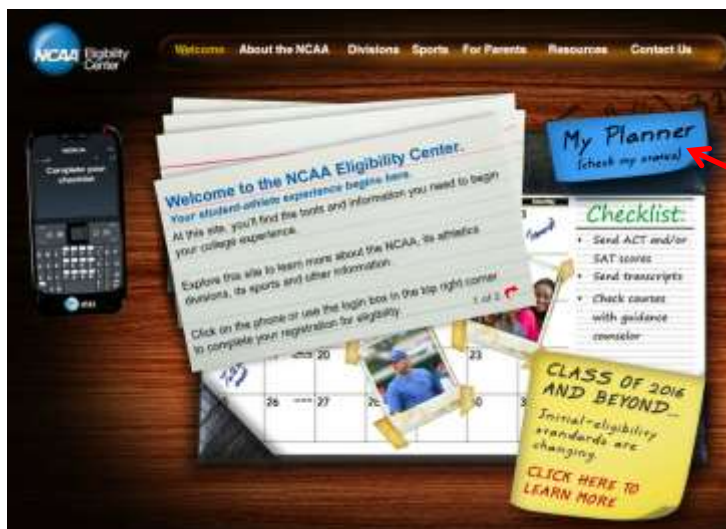 NCAA Eligibility
Center
Welcome About the NCAA Divisions Sports For Parents Resources Contact Us
NOKIA
Complete your
checklist
at&t
Welcome to the NCAA Eligibility Center.
Your student-athlete experience begins here.
At this site, you'll find the tools and information you need to begin
your college experience.
Explore this site to learn more about the NCAA, its athletics
divisions, its sports and other information.
Click on the phone or use the login box in the top right corner
to complete your registration for eligibility.
1 of 2
My Planner
(check my status)
Checklist:
• Send ACT and/or
SAT scores
• Send transcripts
• Check courses
with guidance
counselor
20
23
26
27
CLASS OF 2016
AND BEYOND...
Initial-eligibility
standards are
changing.
CLICK HERE TO
LEARN MORE